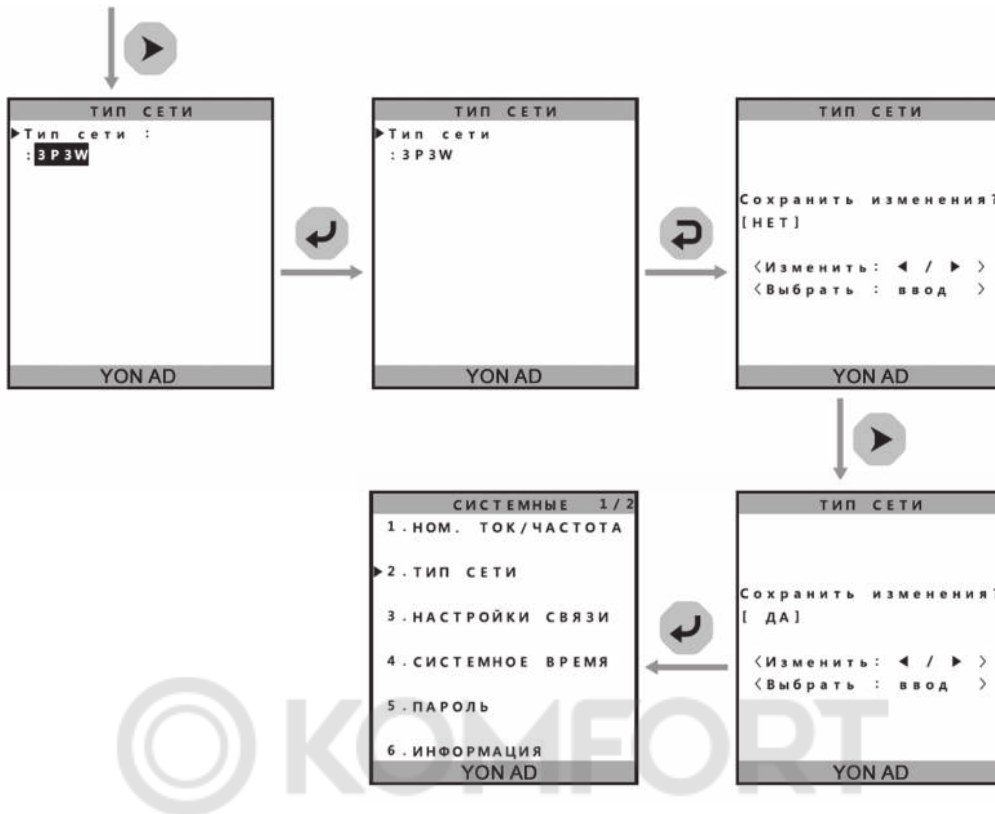 ТИП СЕТИ
▶Тип сети :
:3P3W
YON AD
ТИП СЕТИ
▶Тип сети
:3P3W
YON AD
ТИП СЕТИ
Сохранить изменения?
[НЕТ]
<Изменить: ◀ / ▶ >
<Выбрать : ввод >
YON AD
СИСТЕМНЫЕ 1/2
1.НОМ. ТОК/ЧАСТОТА
▶2.ТИП СЕТИ
3.НАСТРОЙКИ СВЯЗИ
4.СИСТЕМНОЕ ВРЕМЯ
5.ПАРОЛЬ
6.ИНФОРМАЦИЯ
YON AD
ТИП СЕТИ
Сохранить изменения?
[ ДА]
<Изменить: ◀ / ▶ >
<Выбрать : ввод >
YON AD
KOMFORT